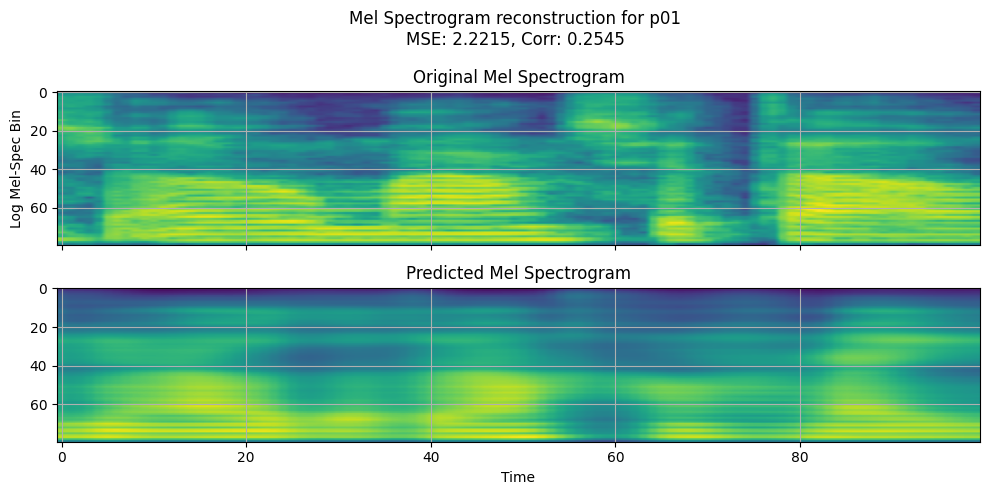 Mel Spectrogram reconstruction for p01
MSE: 2.2215, Corr: 0.2545
Original Mel Spectrogram
0
20
40
60
Log Mel-Spec Bin
Predicted Mel Spectrogram
0
20
40
60
0 20 40 60 80
Time